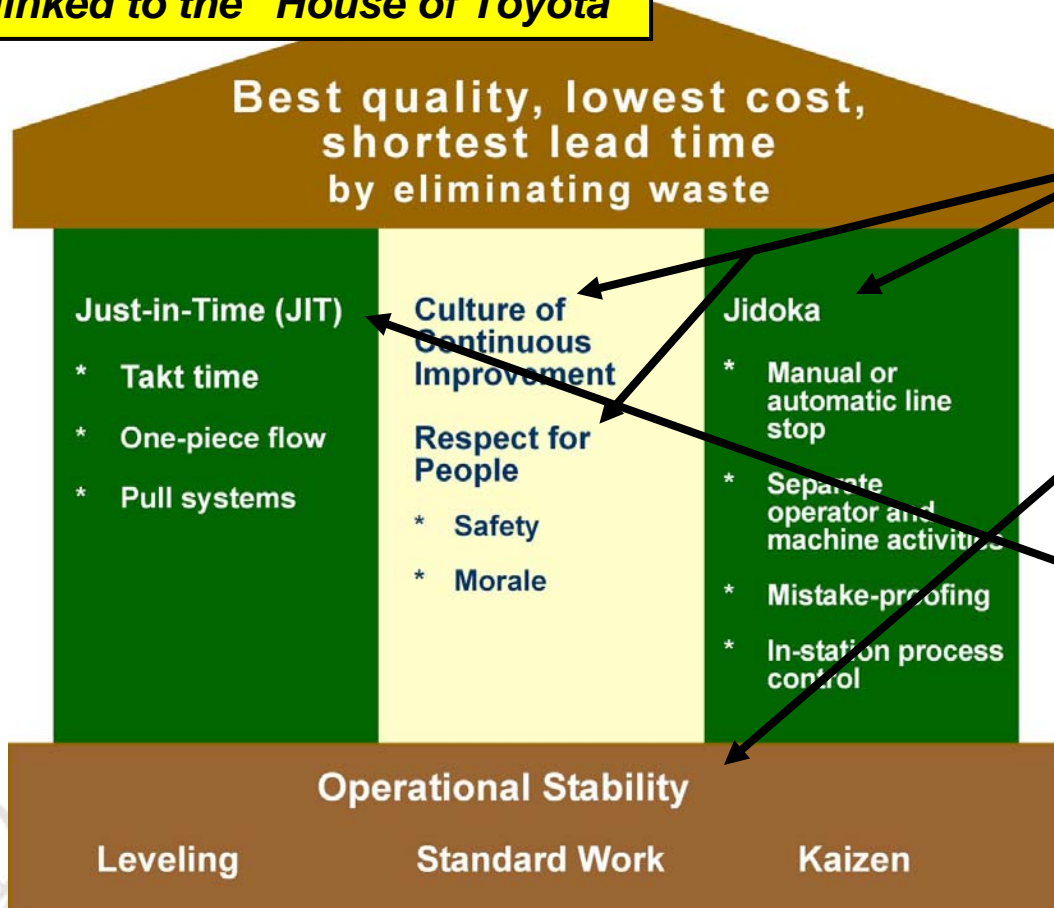 linked to the "House of Toyota"
Best quality, lowest cost,
shortest lead time
by eliminating waste
Just-in-Time (JIT)
* Takt time
* One-piece flow
* Pull systems
Culture of
Continuous
Improvement
Respect for
People
* Safety
* Morale
Jidoka
* Manual or
automatic line
stop
* Separate
operator and
machine activities
* Mistake-proofing
* In-station process
control
Operational Stability
Leveling
Standard Work
Kaizen